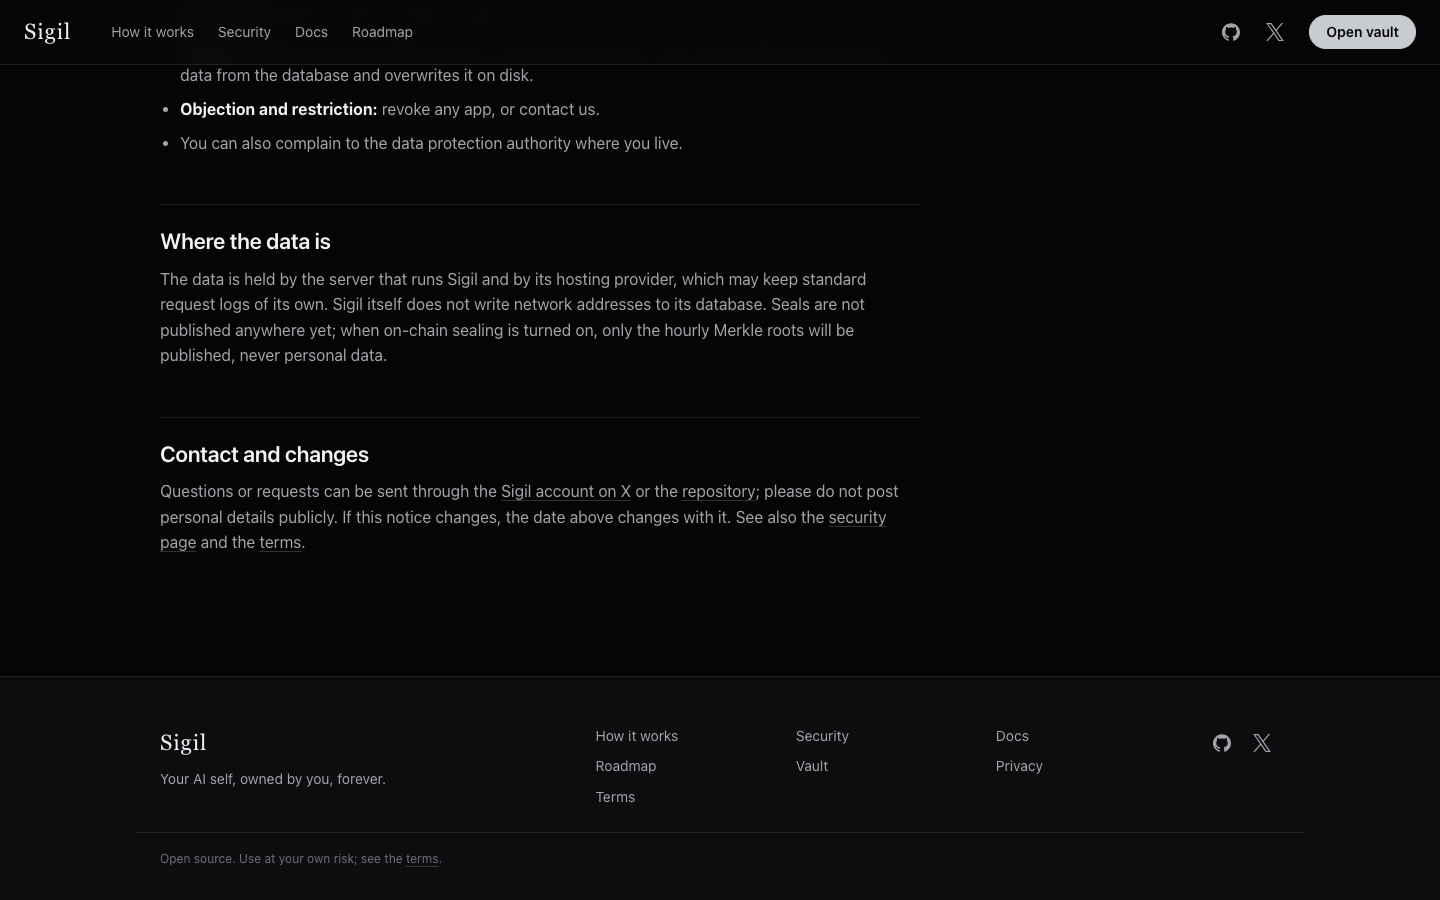 Sigil
How it works
Security
Docs
Roadmap
Open vault
data from the database and overwrites it on disk.
• Objection and restriction: revoke any app, or contact us.
• You can also complain to the data protection authority where you live.
Where the data is
The data is held by the server that runs Sigil and by its hosting provider, which may keep standard
request logs of its own. Sigil itself does not write network addresses to its database. Seals are not
published anywhere yet; when on-chain sealing is turned on, only the hourly Merkle roots will be
published, never personal data.
Contact and changes
Questions or requests can be sent through the Sigil account on X or the repository; please do not post
personal details publicly. If this notice changes, the date above changes with it. See also the security
page and the terms.
Sigil
Your AI self, owned by you, forever.
How it works
Security
Docs
Roadmap
Vault
Privacy
Terms
Open source. Use at your own risk; see the terms.